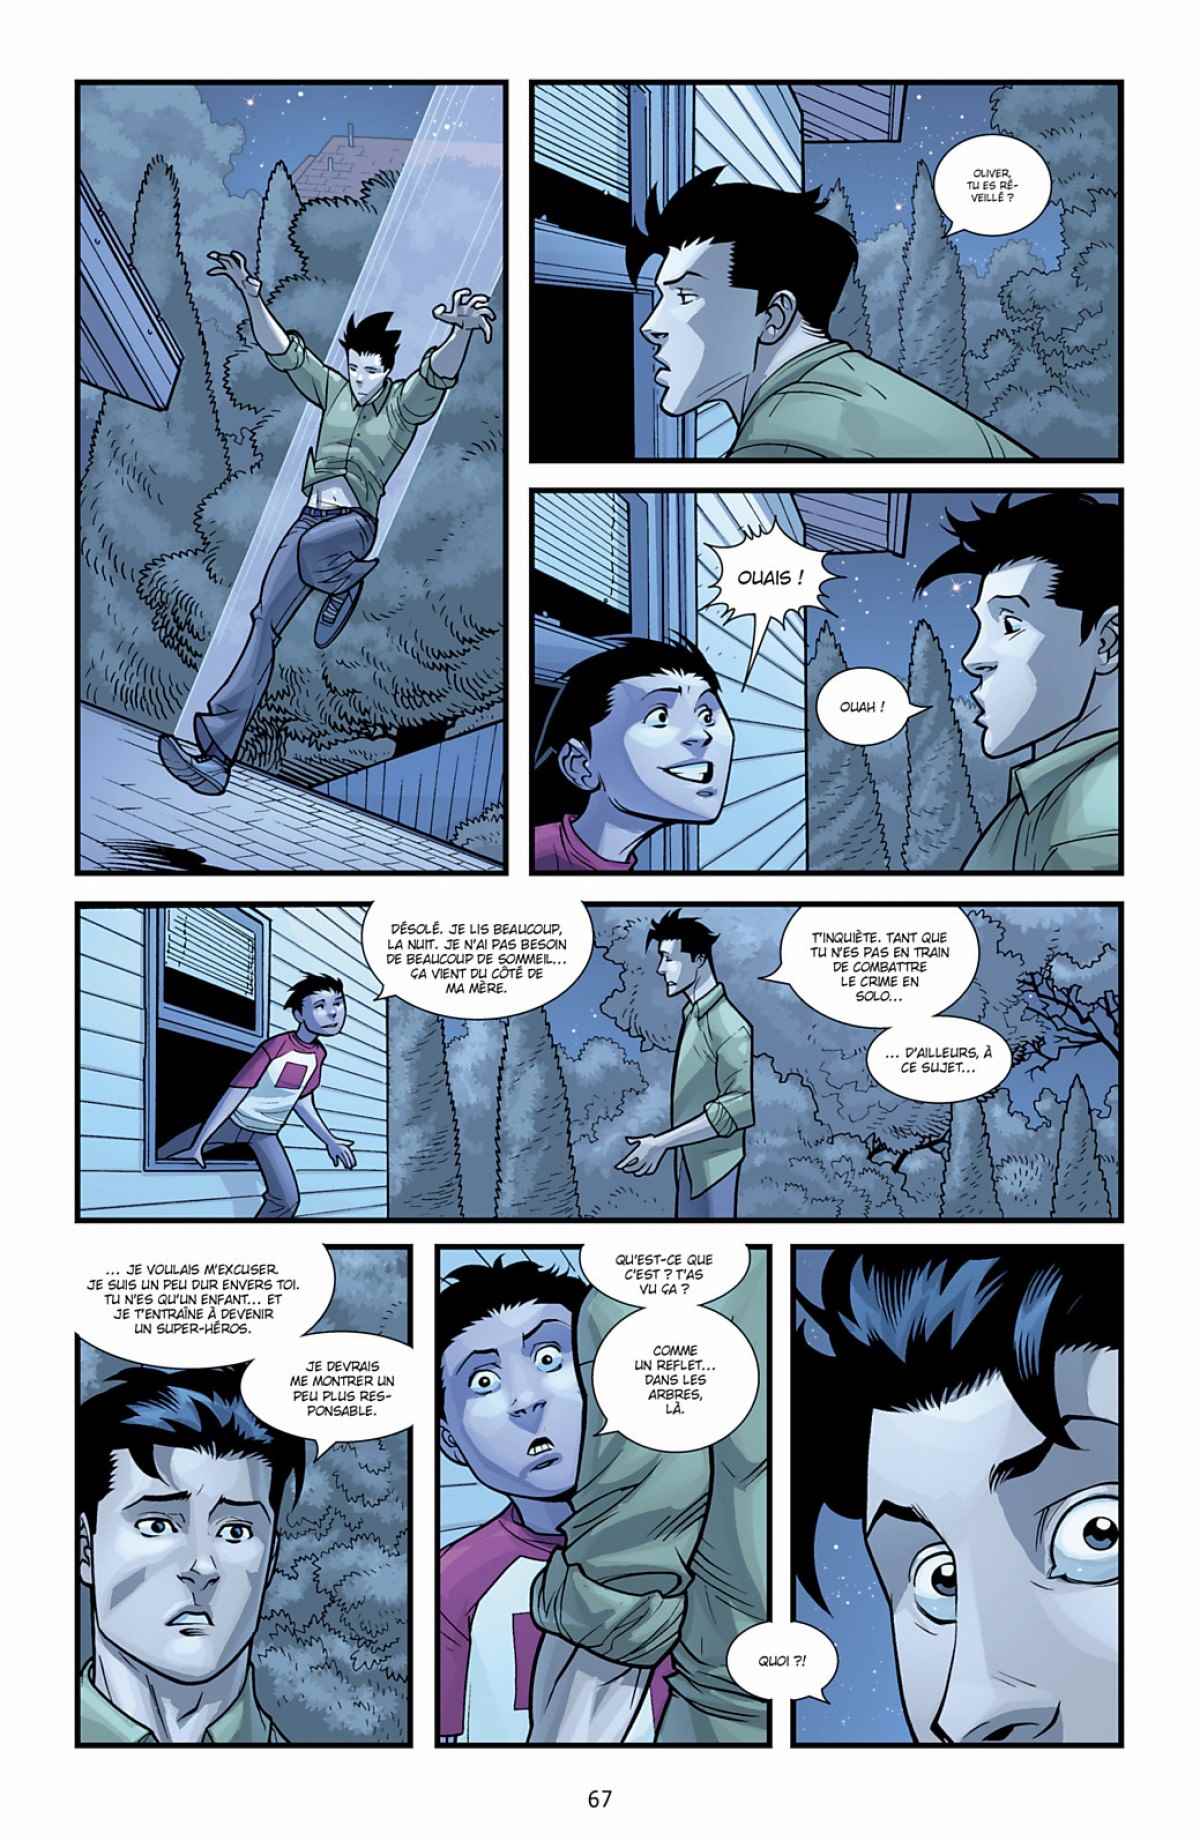 OLIVER,
TU ES RÉ-
VEILLÉ ?
OUAIS !
OUAH !
DÉSOLÉ. JE LIS BEAUCOUP,
LA NUIT. JE N'AI PAS BESOIN
DE BEAUCOUP DE SOMMEIL...
ÇA VIENT DU CÔTÉ DE
MA MÈRE.
T'INQUIÈTE. TANT QUE
TU N'ES PAS EN TRAIN
DE COMBATTRE
LE CRIME EN
SOLO...
... D'AILLEURS, À
CE SUJET...
... JE VOULAIS M'EXCUSER.
JE SUIS UN PEU DUR ENVERS TOI.
TU N'ES QU'UN ENFANT... ET
JE T'ENTRAÎNE À DEVENIR
UN SUPER-HÉROS.
JE DEVRAIS
ME MONTRER UN
PEU PLUS RES-
PONSABLE.
QU'EST-CE QUE
C'EST ? T'AS
VU ÇA ?
COMME
UN REFLET...
DANS LES
ARBRES,
LÀ.
QUOI ?!
67